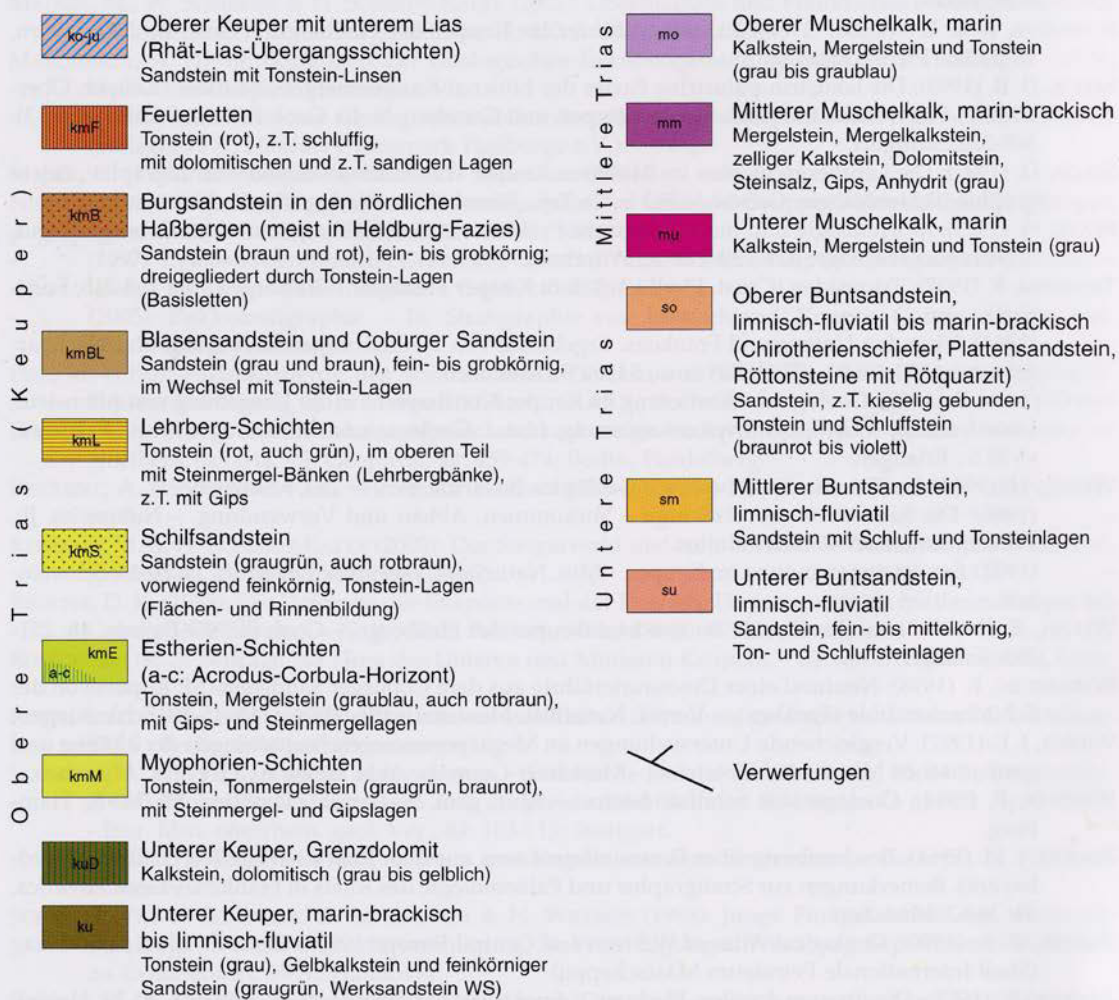 Obere Trias (Keuper)
ko-ju
Oberer Keuper mit unterem Lias
(Rhät-Lias-Übergangsschichten)
Sandstein mit Tonstein-Linsen
kmF
Feuerletten
Tonstein (rot), z.T. schluffig,
mit dolomitischen und z.T. sandigen Lagen
kmB
Burgsandstein in den nördlichen
Haßbergen (meist in Heldburg-Fazies)
Sandstein (braun und rot), fein- bis grobkörnig;
dreigegliedert durch Tonstein-Lagen
(Basisletten)
kmBL
Blasensandstein und Coburger Sandstein
Sandstein (grau und braun), fein- bis grobkörnig,
im Wechsel mit Tonstein-Lagen
kmL
Lehrberg-Schichten
Tonstein (rot, auch grün), im oberen Teil
mit Steinmergel-Bänken (Lehrbergbänke),
z.T. mit Gips
kmS
Schilfsandstein
Sandstein (graugrün, auch rotbraun),
vorwiegend feinkörnig, Tonstein-Lagen
(Flächen- und Rinnenbildung)
kmE
a-c
Estherien-Schichten
(a-c: Acrodus-Corbula-Horizont)
Tonstein, Mergelstein (graublau, auch rotbraun),
mit Gips- und Steinmergellagen
kmM
Myophorien-Schichten
Tonstein, Tonmergelstein (graugrün, braunrot),
mit Steinmergel- und Gipslagen
kuD
Unterer Keuper, Grenzdolomit
Kalkstein, dolomitisch (grau bis gelblich)
ku
Unterer Keuper, marin-brackisch
bis limnisch-fluviatil
Tonstein (grau), Gelbkalkstein und feinkörniger
Sandstein (graugrün, Werksandstein WS)
Mittlere Trias
mo
Oberer Muschelkalk, marin
Kalkstein, Mergelstein und Tonstein
(grau bis graublau)
mm
Mittlerer Muschelkalk, marin-brackisch
Mergelstein, Mergelkalkstein,
zelliger Kalkstein, Dolomitstein,
Steinsalz, Gips, Anhydrit (grau)
mu
Unterer Muschelkalk, marin
Kalkstein, Mergelstein und Tonstein (grau)
Untere Trias
so
Oberer Buntsandstein,
limnisch-fluviatil bis marin-brackisch
(Chirotherienschiefer, Plattensandstein,
Röttonsteine mit Rötquarzit)
Sandstein, z.T. kieselig gebunden,
Tonstein und Schluffstein
(braunrot bis violett)
sm
Mittlerer Buntsandstein,
limnisch-fluviatil
Sandstein mit Schluff- und Tonsteinlagen
su
Unterer Buntsandstein,
limnisch-fluviatil
Sandstein, fein- bis mittelkörnig,
Ton- und Schluffsteinlagen
Verwerfungen